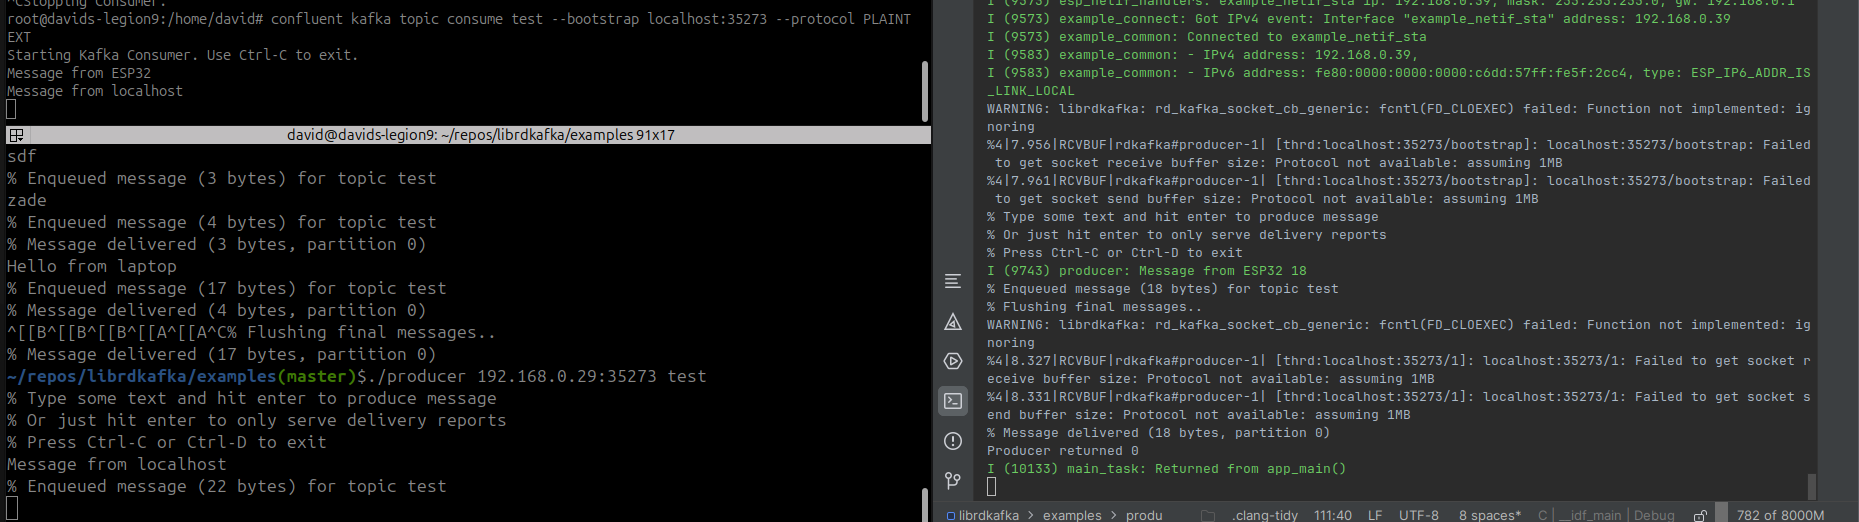 ^CStopping Consumer.
root@davids-legion9:/home/david# confluent kafka topic consume test --bootstrap localhost:35273 --protocol PLAINT
EXT
Starting Kafka Consumer. Use Ctrl-C to exit.
Message from ESP32
Message from localhost
david@davids-legion9: ~/repos/librdkafka/examples 91x17
sdf
% Enqueued message (3 bytes) for topic test
zade
% Enqueued message (4 bytes) for topic test
% Message delivered (3 bytes, partition 0)
Hello from laptop
% Enqueued message (17 bytes) for topic test
% Message delivered (4 bytes, partition 0)
^[[B^[[B^[[B^[[A^[[A^C% Flushing final messages..
% Message delivered (17 bytes, partition 0)
~/repos/librdkafka/examples(master)$./producer 192.168.0.29:35273 test
% Type some text and hit enter to produce message
% Or just hit enter to only serve delivery reports
% Press Ctrl-C or Ctrl-D to exit
Message from localhost
% Enqueued message (22 bytes) for topic test
I (9573) esp_netif_handlers: example_netif_sta ip: 192.168.0.39, mask: 255.255.255.0, gw: 192.168.0.1
I (9573) example_connect: Got IPv4 event: Interface "example_netif_sta" address: 192.168.0.39
I (9573) example_common: Connected to example_netif_sta
I (9583) example_common: - IPv4 address: 192.168.0.39,
I (9583) example_common: - IPv6 address: fe80:0000:0000:0000:c6dd:57ff:fe5f:2cc4, type: ESP_IP6_ADDR_IS
_LINK_LOCAL
WARNING: librdkafka: rd_kafka_socket_cb_generic: fcntl(FD_CLOEXEC) failed: Function not implemented: ig
noring
%4|7.956|RCVBUF|rdkafka#producer-1| [thrd:localhost:35273/bootstrap]: localhost:35273/bootstrap: Failed
to get socket receive buffer size: Protocol not available: assuming 1MB
%4|7.961|RCVBUF|rdkafka#producer-1| [thrd:localhost:35273/bootstrap]: localhost:35273/bootstrap: Failed
to get socket send buffer size: Protocol not available: assuming 1MB
% Type some text and hit enter to produce message
% Or just hit enter to only serve delivery reports
% Press Ctrl-C or Ctrl-D to exit
I (9743) producer: Message from ESP32 18
% Enqueued message (18 bytes) for topic test
% Flushing final messages..
WARNING: librdkafka: rd_kafka_socket_cb_generic: fcntl(FD_CLOEXEC) failed: Function not implemented: ig
noring
%4|8.327|RCVBUF|rdkafka#producer-1| [thrd:localhost:35273/1]: localhost:35273/1: Failed to get socket r
eceive buffer size: Protocol not available: assuming 1MB
%4|8.331|RCVBUF|rdkafka#producer-1| [thrd:localhost:35273/1]: localhost:35273/1: Failed to get socket s
end buffer size: Protocol not available: assuming 1MB
% Message delivered (18 bytes, partition 0)
Producer returned 0
I (10133) main_task: Returned from app_main()
librdkafka > examples > produ .clang-tidy 111:40 LF UTF-8 8 spaces* C | __idf_main | Debug 782 of 8000M